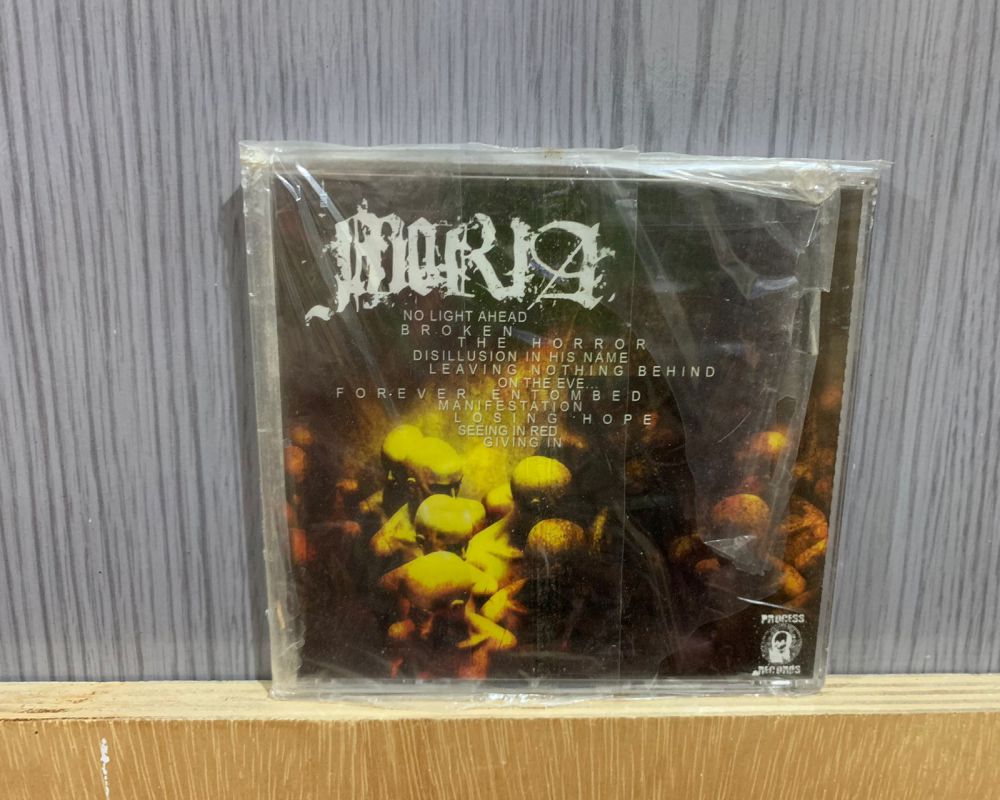 MORIA
NO LIGHT AHEAD
BROKEN
THE HORROR
DISILLUSION IN HIS NAME
LEAVING NOTHING BEHIND
ON THE EVE...
FOREVER ENTOMBED
MANIFESTATION
LOSING HOPE
SEEING IN RED
GIVING IN
PROCESS
RECORDS